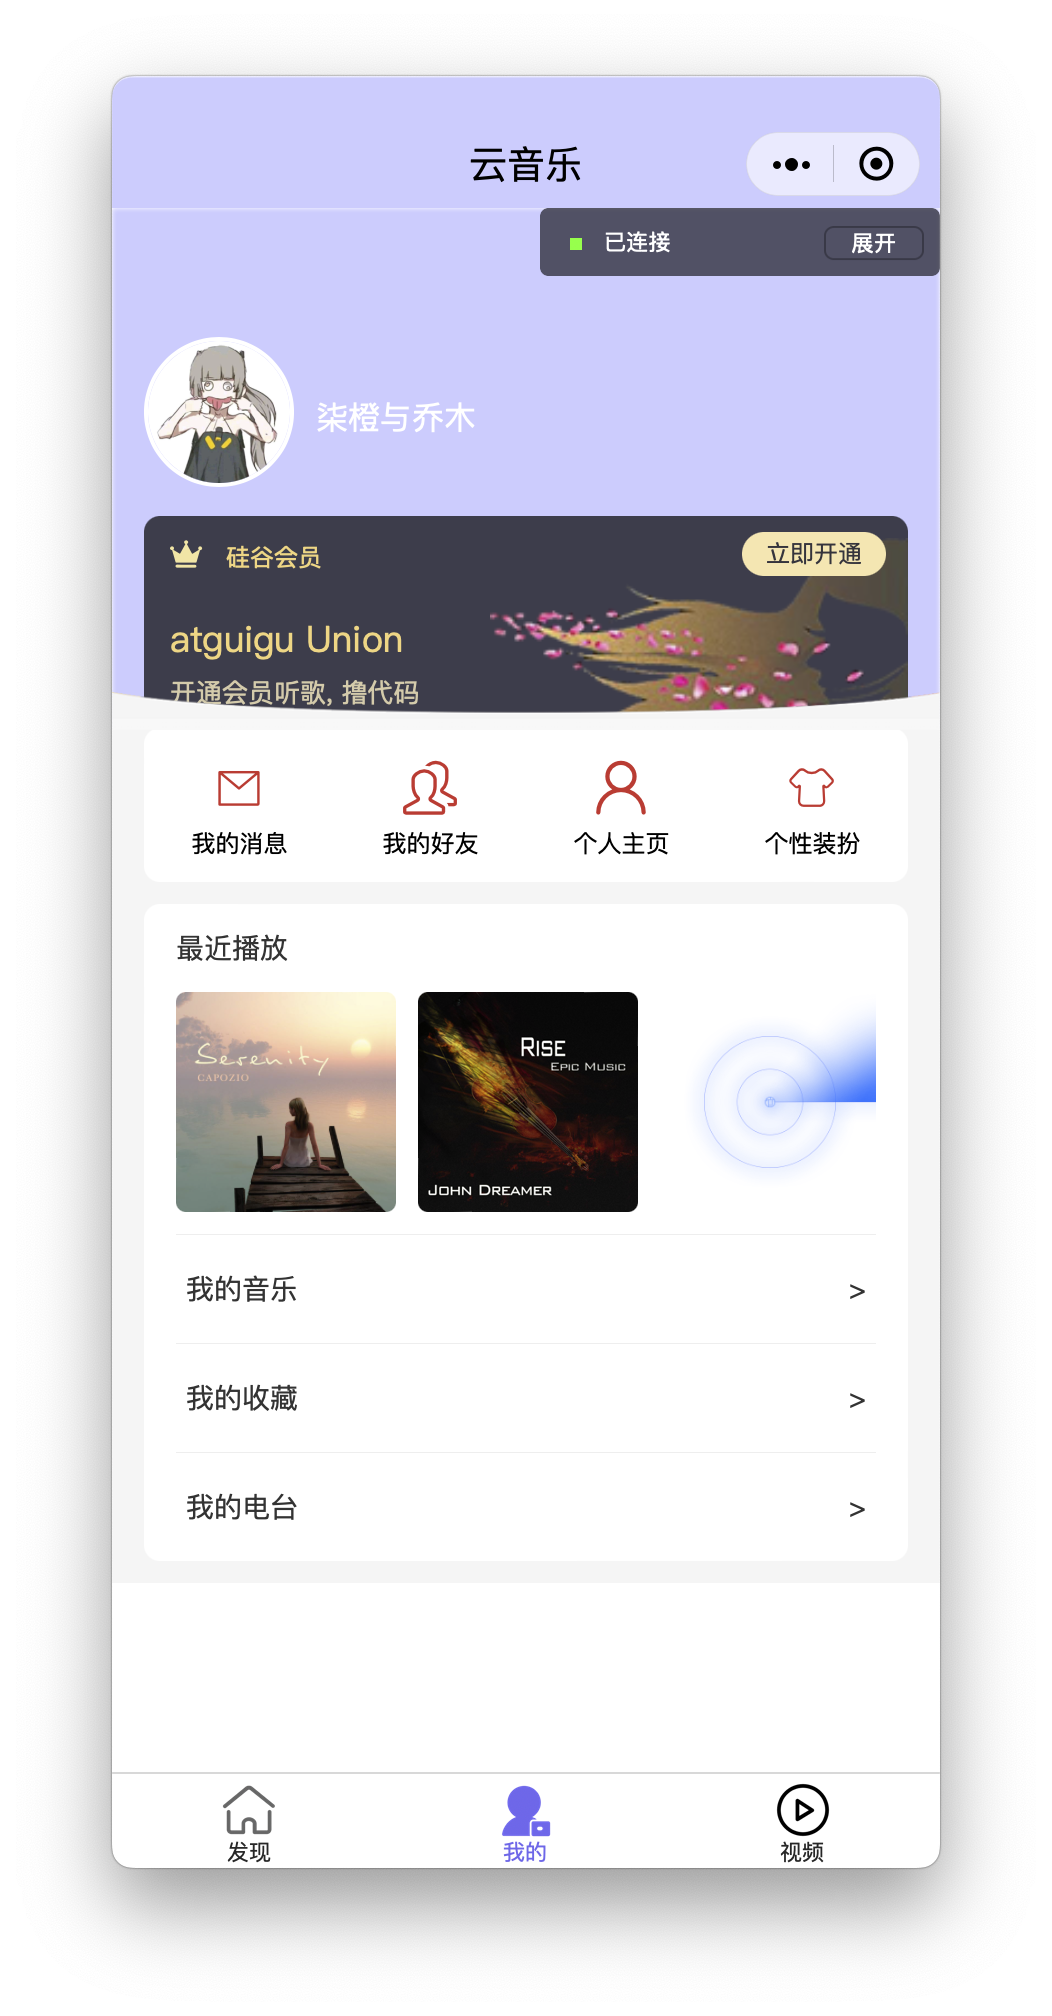 云音乐
已连接 展开
柒橙与乔木
硅谷会员 立即开通
atguigu Union
开通会员听歌, 撸代码
我的消息 我的好友 个人主页 个性装扮
最近播放
Serenity
CAPOZIO
RISE
EPIC MUSIC
JOHN DREAMER
我的音乐 >
我的收藏 >
我的电台 >
发现 我的 视频